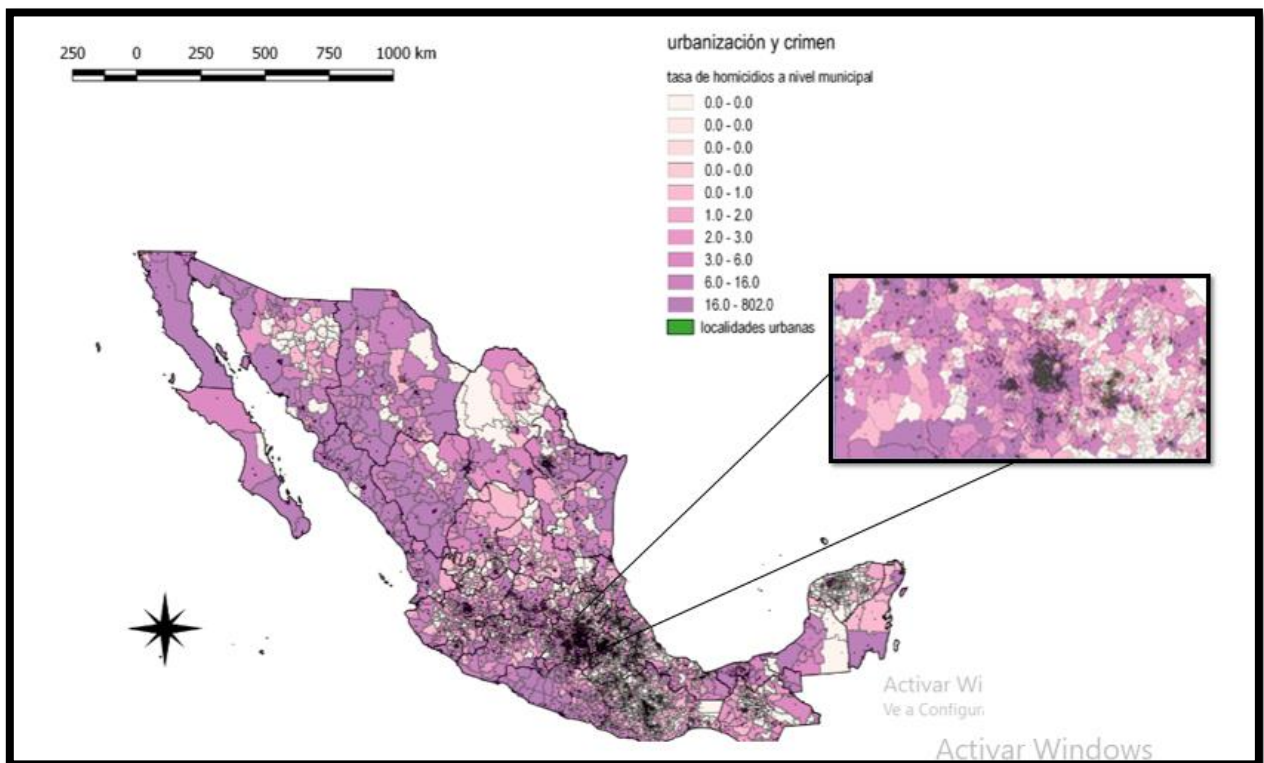 250 0 250 500 750 1000 km
urbanización y crimen
tasa de homicidios a nivel municipal
0.0 - 0.0
0.0 - 0.0
0.0 - 0.0
0.0 - 0.0
0.0 - 1.0
1.0 - 2.0
2.0 - 3.0
3.0 - 6.0
6.0 - 16.0
16.0 - 802.0
localidades urbanas
Activar Wi
Ve a Configur
Activar Windows